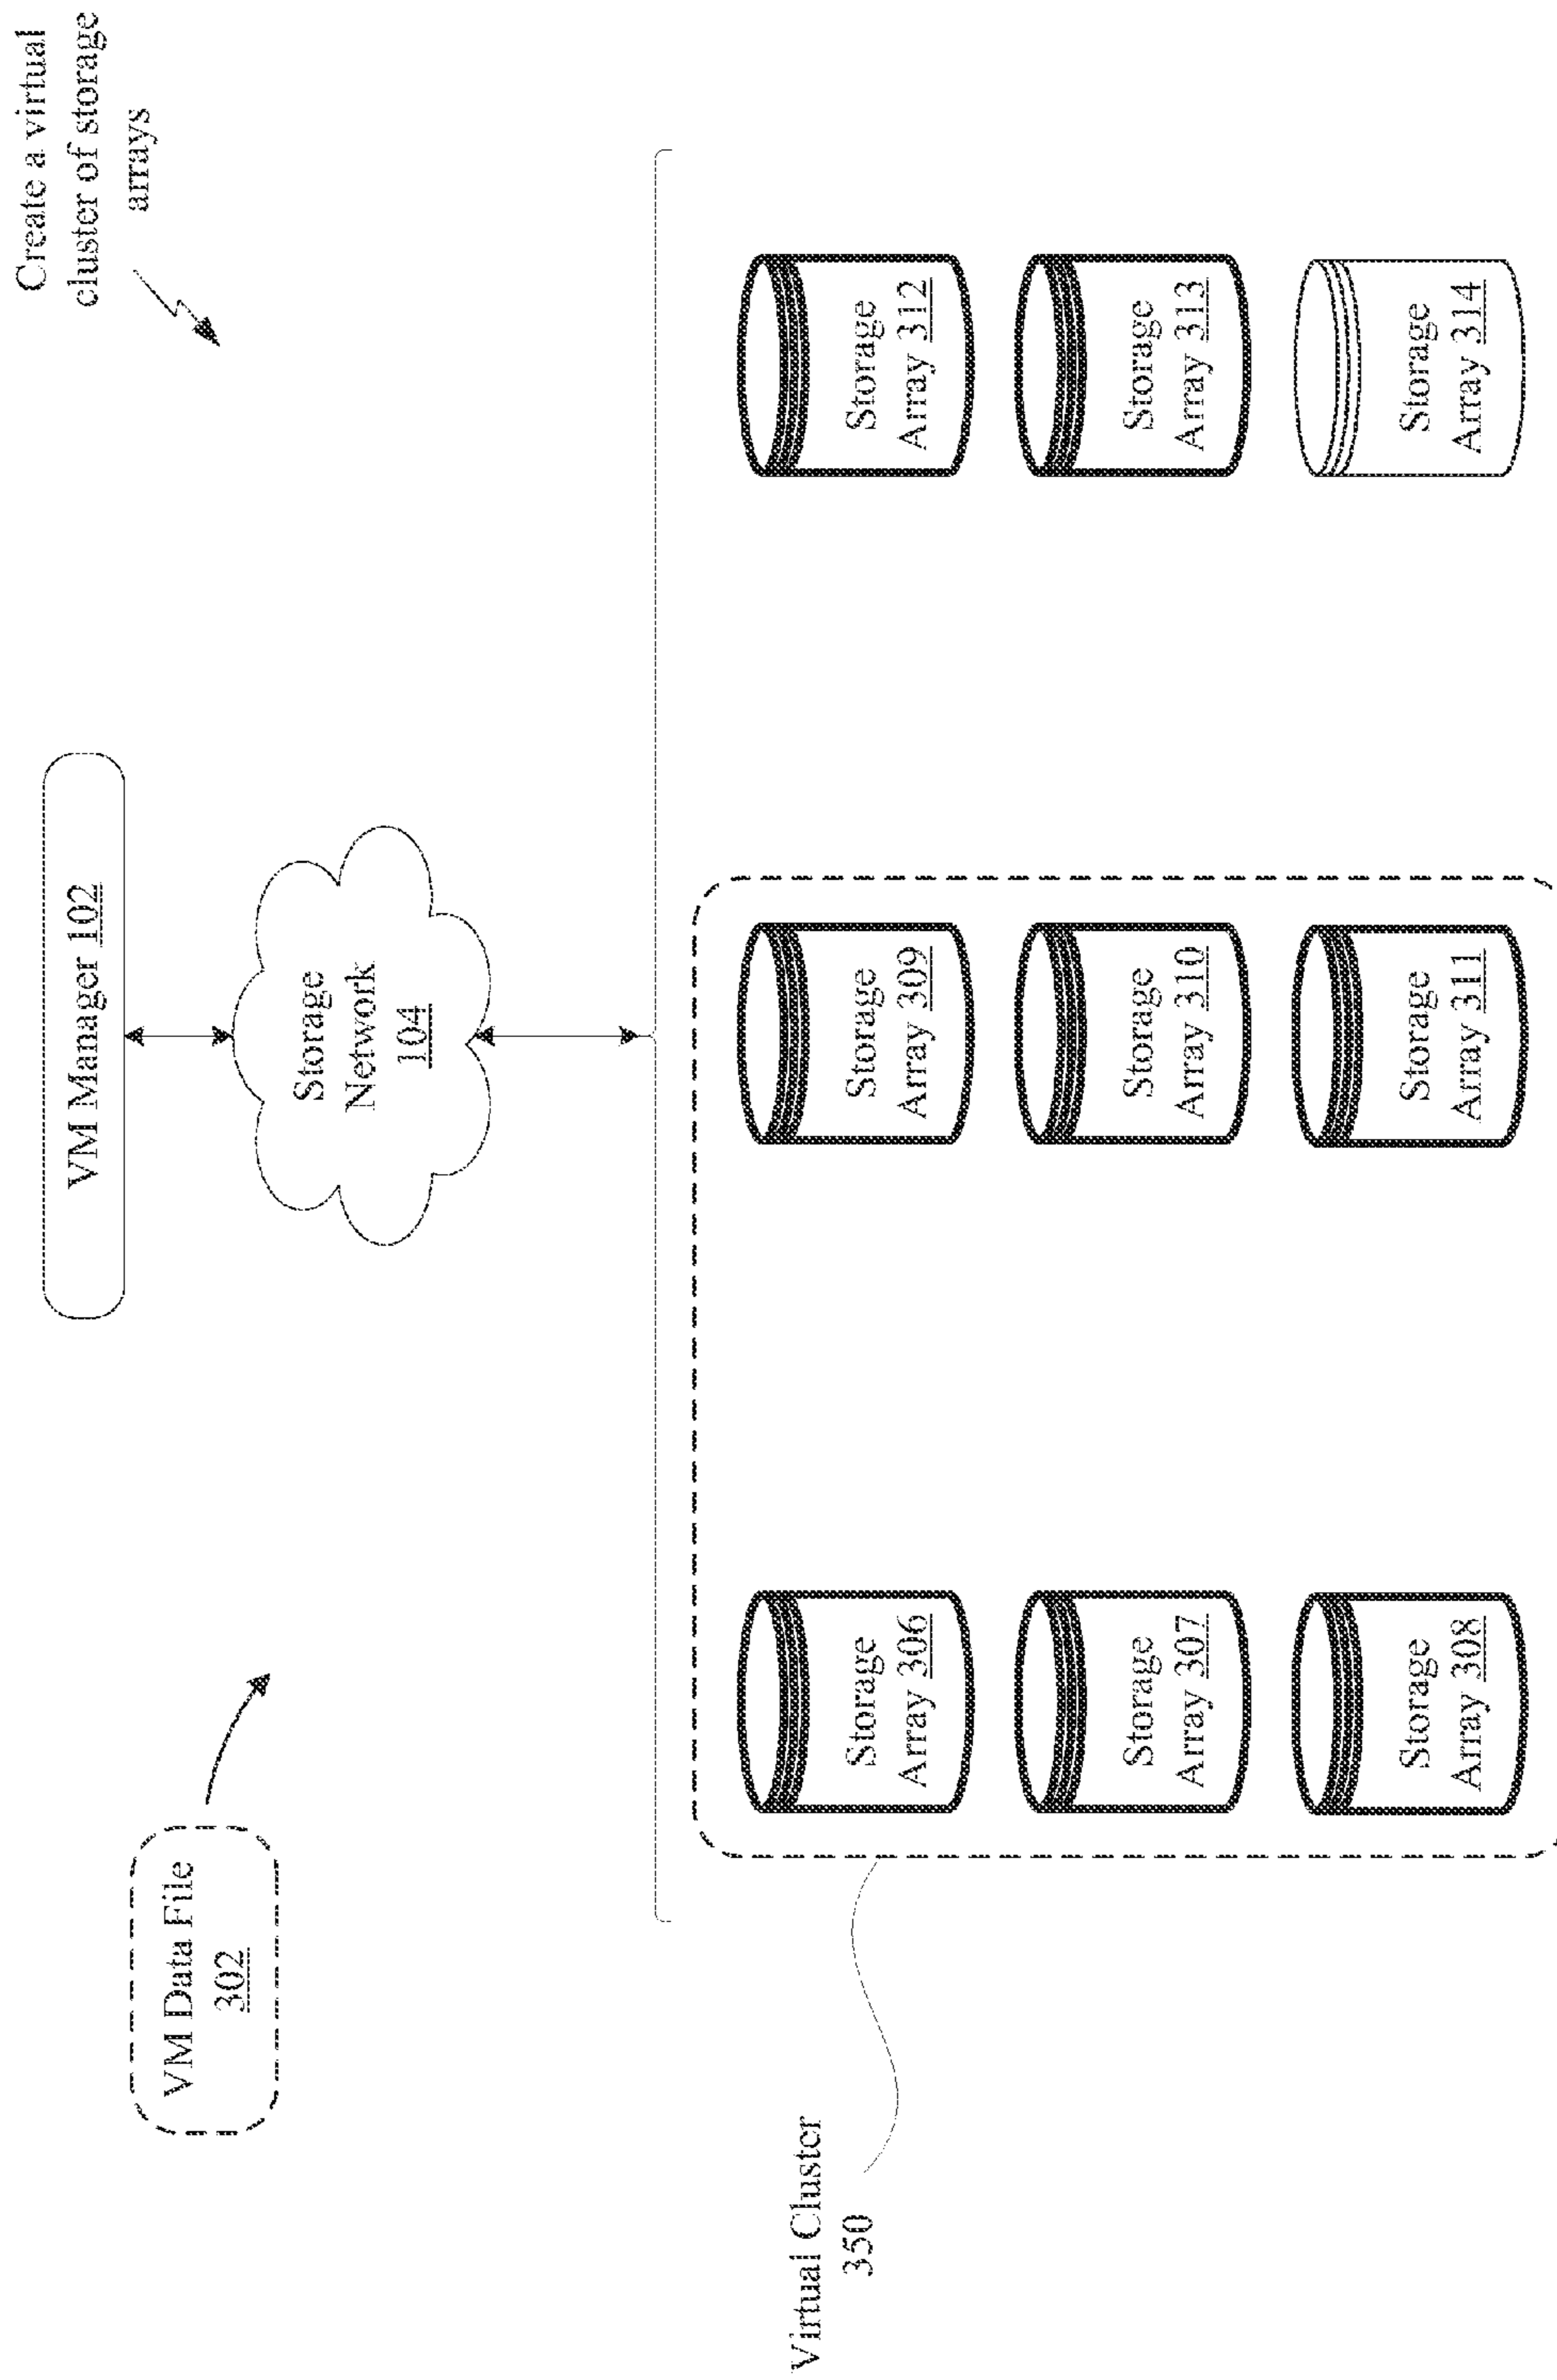 Create a virtual
cluster of storage
arrays
VM Manager 102
VM Data File
302
Storage
Network
104
Virtual Cluster
350
Storage
Array 306
Storage
Array 309
Storage
Array 312
Storage
Array 307
Storage
Array 310
Storage
Array 313
Storage
Array 308
Storage
Array 311
Storage
Array 314